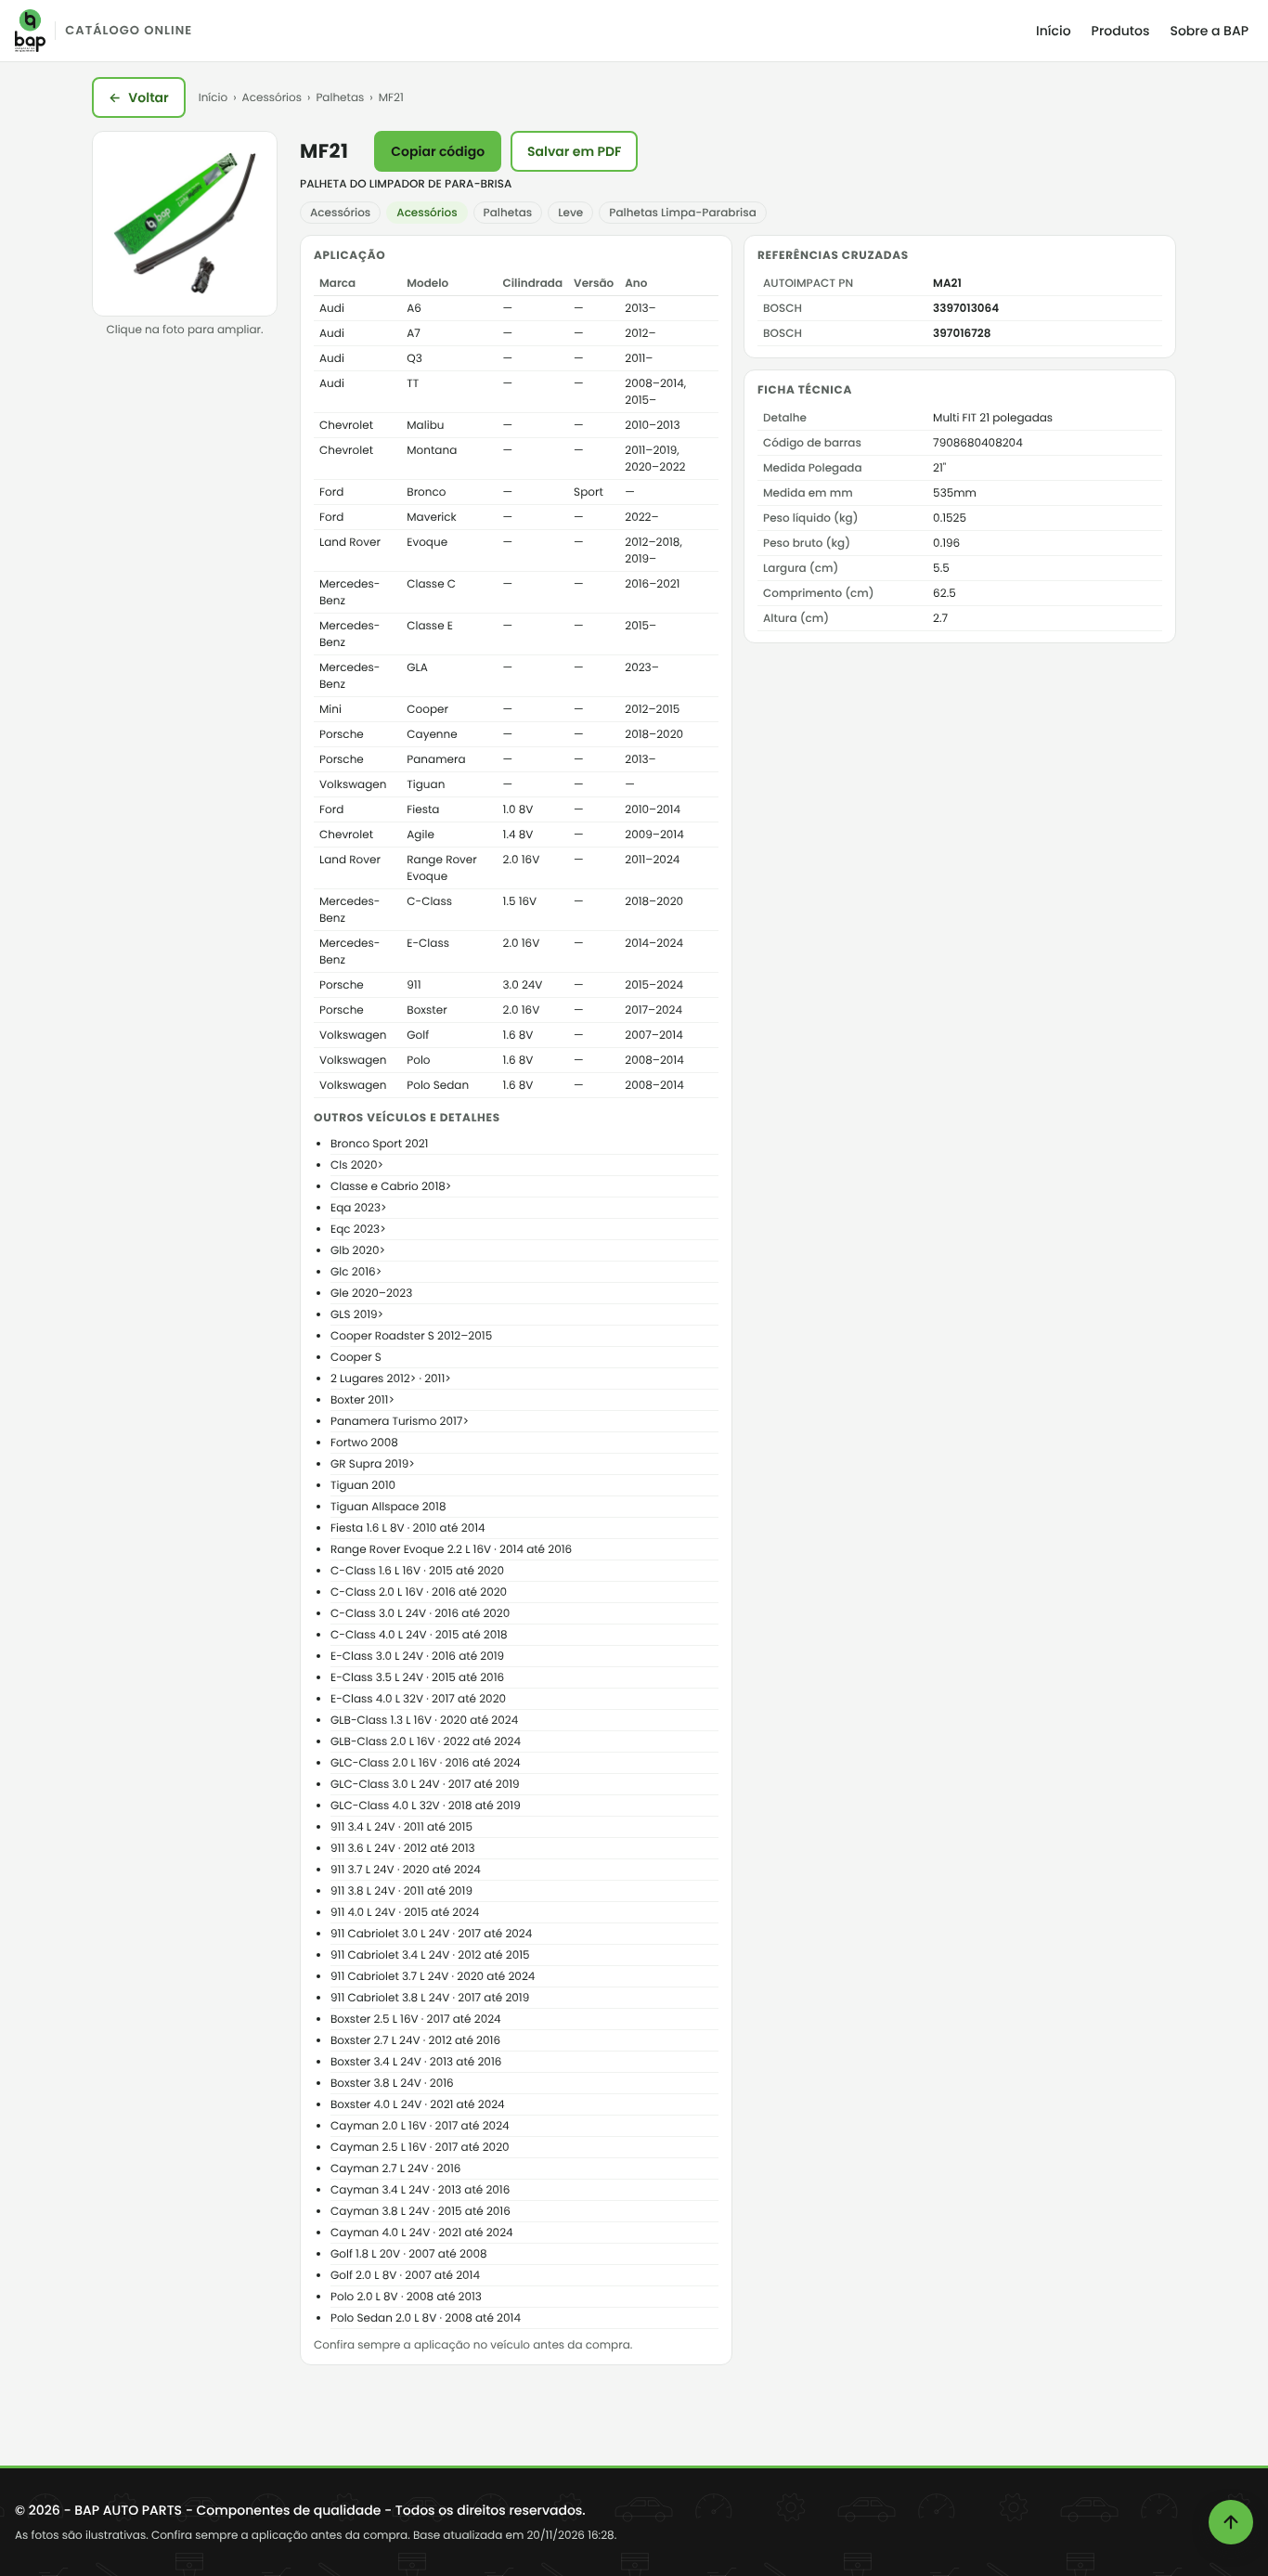 bap
CATÁLOGO ONLINE
Início
Produtos
Sobre a BAP
← Voltar
Início › Acessórios › Palhetas › MF21
bap
Clique na foto para ampliar.
MF21
Copiar código
Salvar em PDF
PALHETA DO LIMPADOR DE PARA-BRISA
Acessórios
Acessórios
Palhetas
Leve
Palhetas Limpa-Parabrisa
APLICAÇÃO
Marca Modelo Cilindrada Versão Ano
Audi A6 — — 2013–
Audi A7 — — 2012–
Audi Q3 — — 2011–
Audi TT — — 2008–2014,
2015–
Chevrolet Malibu — — 2010–2013
Chevrolet Montana — — 2011–2019,
2020–2022
Ford Bronco — Sport —
Ford Maverick — — 2022–
Land Rover Evoque — — 2012–2018,
2019–
Mercedes- Classe C — — 2016–2021
Benz
Mercedes- Classe E — — 2015–
Benz
Mercedes- GLA — — 2023–
Benz
Mini Cooper — — 2012–2015
Porsche Cayenne — — 2018–2020
Porsche Panamera — — 2013–
Volkswagen Tiguan — — —
Ford Fiesta 1.0 8V — 2010–2014
Chevrolet Agile 1.4 8V — 2009–2014
Land Rover Range Rover 2.0 16V — 2011–2024
Evoque
Mercedes- C-Class 1.5 16V — 2018–2020
Benz
Mercedes- E-Class 2.0 16V — 2014–2024
Benz
Porsche 911 3.0 24V — 2015–2024
Porsche Boxster 2.0 16V — 2017–2024
Volkswagen Golf 1.6 8V — 2007–2014
Volkswagen Polo 1.6 8V — 2008–2014
Volkswagen Polo Sedan 1.6 8V — 2008–2014
OUTROS VEÍCULOS E DETALHES
• Bronco Sport 2021
• Cls 2020>
• Classe e Cabrio 2018>
• Eqa 2023>
• Eqc 2023>
• Glb 2020>
• Glc 2016>
• Gle 2020–2023
• GLS 2019>
• Cooper Roadster S 2012–2015
• Cooper S
• 2 Lugares 2012> · 2011>
• Boxter 2011>
• Panamera Turismo 2017>
• Fortwo 2008
• GR Supra 2019>
• Tiguan 2010
• Tiguan Allspace 2018
• Fiesta 1.6 L 8V · 2010 até 2014
• Range Rover Evoque 2.2 L 16V · 2014 até 2016
• C-Class 1.6 L 16V · 2015 até 2020
• C-Class 2.0 L 16V · 2016 até 2020
• C-Class 3.0 L 24V · 2016 até 2020
• C-Class 4.0 L 24V · 2015 até 2018
• E-Class 3.0 L 24V · 2016 até 2019
• E-Class 3.5 L 24V · 2015 até 2016
• E-Class 4.0 L 32V · 2017 até 2020
• GLB-Class 1.3 L 16V · 2020 até 2024
• GLB-Class 2.0 L 16V · 2022 até 2024
• GLC-Class 2.0 L 16V · 2016 até 2024
• GLC-Class 3.0 L 24V · 2017 até 2019
• GLC-Class 4.0 L 32V · 2018 até 2019
• 911 3.4 L 24V · 2011 até 2015
• 911 3.6 L 24V · 2012 até 2013
• 911 3.7 L 24V · 2020 até 2024
• 911 3.8 L 24V · 2011 até 2019
• 911 4.0 L 24V · 2015 até 2024
• 911 Cabriolet 3.0 L 24V · 2017 até 2024
• 911 Cabriolet 3.4 L 24V · 2012 até 2015
• 911 Cabriolet 3.7 L 24V · 2020 até 2024
• 911 Cabriolet 3.8 L 24V · 2017 até 2019
• Boxster 2.5 L 16V · 2017 até 2024
• Boxster 2.7 L 24V · 2012 até 2016
• Boxster 3.4 L 24V · 2013 até 2016
• Boxster 3.8 L 24V · 2016
• Boxster 4.0 L 24V · 2021 até 2024
• Cayman 2.0 L 16V · 2017 até 2024
• Cayman 2.5 L 16V · 2017 até 2020
• Cayman 2.7 L 24V · 2016
• Cayman 3.4 L 24V · 2013 até 2016
• Cayman 3.8 L 24V · 2015 até 2016
• Cayman 4.0 L 24V · 2021 até 2024
• Golf 1.8 L 20V · 2007 até 2008
• Golf 2.0 L 8V · 2007 até 2014
• Polo 2.0 L 8V · 2008 até 2013
• Polo Sedan 2.0 L 8V · 2008 até 2014
Confira sempre a aplicação no veículo antes da compra.
REFERÊNCIAS CRUZADAS
AUTOIMPACT PN MA21
BOSCH 3397013064
BOSCH 397016728
FICHA TÉCNICA
Detalhe Multi FIT 21 polegadas
Código de barras 7908680408204
Medida Polegada 21"
Medida em mm 535mm
Peso líquido (kg) 0.1525
Peso bruto (kg) 0.196
Largura (cm) 5.5
Comprimento (cm) 62.5
Altura (cm) 2.7
© 2026 - BAP AUTO PARTS - Componentes de qualidade - Todos os direitos reservados.
As fotos são ilustrativas. Confira sempre a aplicação antes da compra. Base atualizada em 20/11/2026 16:28.